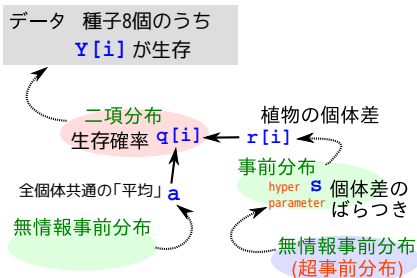 データ 種子8個のうち
Y[i] が生存
二項分布
生存確率 q[i]
植物の個体差
r[i]
事前分布
hyper parameter
s 個体差の
ばらつき
全個体共通の「平均」 a
無情報事前分布
無情報事前分布
(超事前分布)